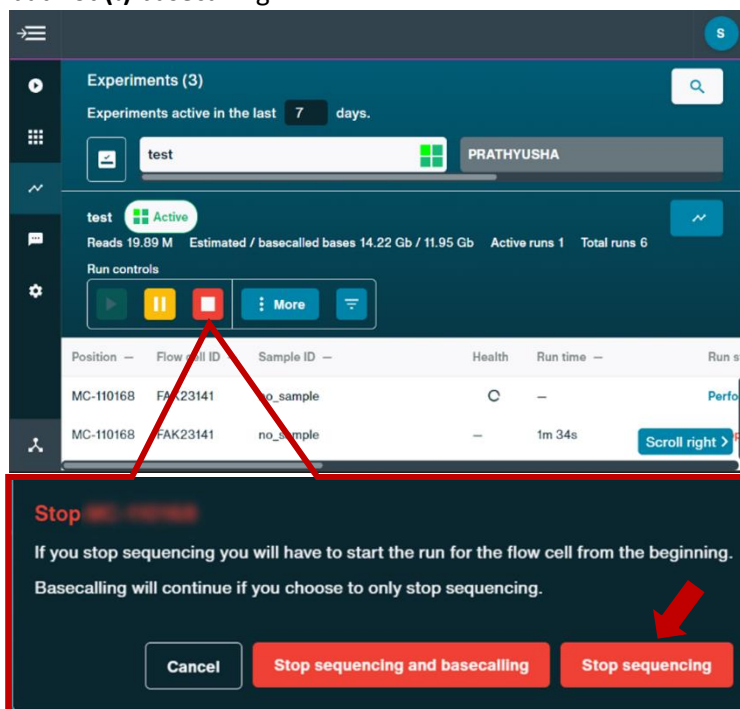 S
Experiments (3)
Experiments active in the last 7 days.
test PRATHYUSHA
test Active
Reads 19.89 M Estimated / basecalled bases 14.22 Gb / 11.95 Gb Active runs 1 Total runs 6
Run controls
More
Position — Flow cell ID — Sample ID — Health Run time — Run
MC-110168 FAK23141 no_sample — Perfo
MC-110168 FAK23141 no_sample — 1m 34s Scroll right >
Stop
If you stop sequencing you will have to start the run for the flow cell from the beginning.
Basecalling will continue if you choose to only stop sequencing.
Cancel Stop sequencing and basecalling Stop sequencing